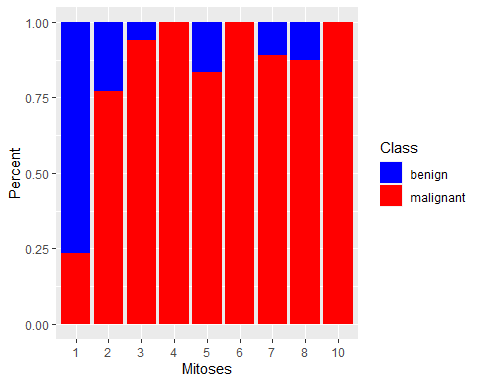 1.00
0.75
0.50
0.25
0.00
Percent
1 2 3 4 5 6 7 8 10
Mitoses
Class
benign
malignant